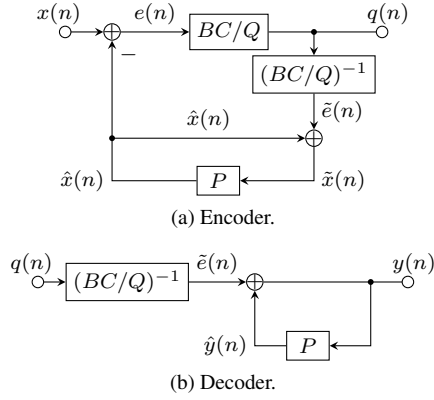 x(n) e(n) BC/Q q(n)
−
(BC/Q)⁻¹
x̂(n) ẽ(n)
x̂(n) P x̃(n)
(a) Encoder.
q(n) (BC/Q)⁻¹ ẽ(n) y(n)
ŷ(n) P
(b) Decoder.